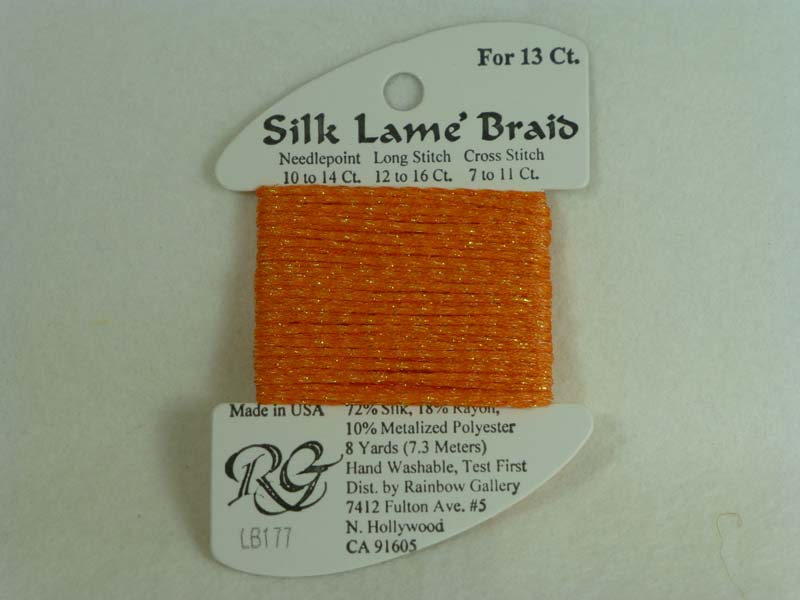 For 13 Ct.
Silk Lame' Braid
Needlepoint Long Stitch Cross Stitch
10 to 14 Ct. 12 to 16 Ct. 7 to 11 Ct.
Made in USA
72% Silk, 18% Rayon,
10% Metalized Polyester
8 Yards (7.3 Meters)
Hand Washable, Test First
Dist. by Rainbow Gallery
7412 Fulton Ave. #5
N. Hollywood
CA 91605
RG
LB177